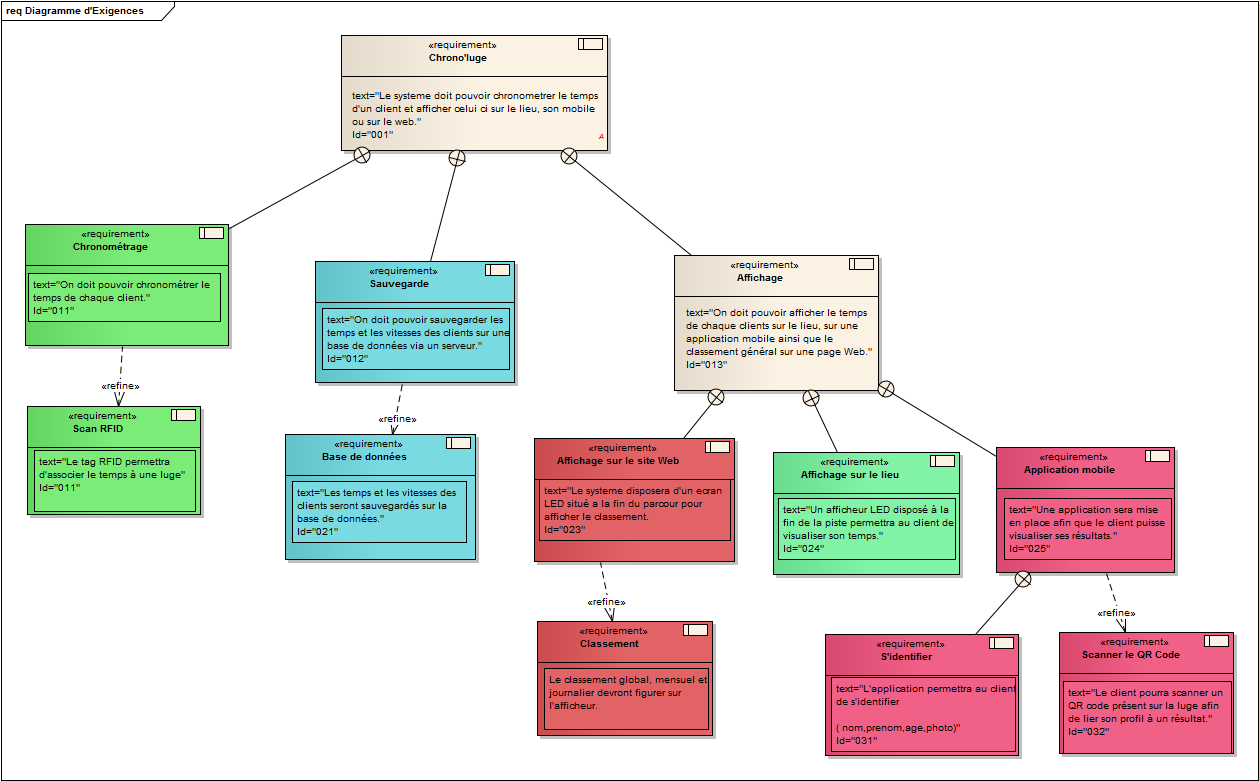 req Diagramme d'Exigences
«requirement»
Chrono'luge
text="Le systeme doit pouvoir chronometrer le temps
d'un client et afficher celui ci sur le lieu, son mobile
ou sur le web."
Id="001"
A
«requirement»
Chronométrage
text="On doit pouvoir chronométrer le
temps de chaque client."
Id="011"
«requirement»
Sauvegarde
text="On doit pouvoir sauvegarder les
temps et les vitesses des clients sur une
base de données via un serveur."
Id="012"
«requirement»
Affichage
text="On doit pouvoir afficher le temps
de chaque clients sur le lieu, sur une
application mobile ainsi que le
classement général sur une page Web."
Id="013"
«refine»
«refine»
«requirement»
Scan RFID
text="Le tag RFID permettra
d'associer le temps à une luge"
Id="011"
«requirement»
Base de données
text="Les temps et les vitesses des
clients seront sauvegardés sur la
base de données."
Id="021"
«requirement»
Affichage sur le site Web
text="Le systeme disposera d'un ecran
LED situé a la fin du parcour pour
afficher le classement.
Id="023"
«requirement»
Affichage sur le lieu
text="Un afficheur LED disposé à la
fin de la piste permettra au client de
visualiser son temps."
Id="024"
«requirement»
Application mobile
text="Une application sera mise
en place afin que le client puisse
visualiser ses résultats."
Id="025"
«refine»
«refine»
«requirement»
Classement
Le classement global, mensuel et
journalier devront figurer sur
l'afficheur.
«requirement»
S'identifier
text="L'application permettra au client
de s'identifier
( nom,prenom,age,photo)"
Id="031"
«requirement»
Scanner le QR Code
text="Le client pourra scanner un
QR code présent sur la luge afin
de lier son profil à un résultat."
Id="032"